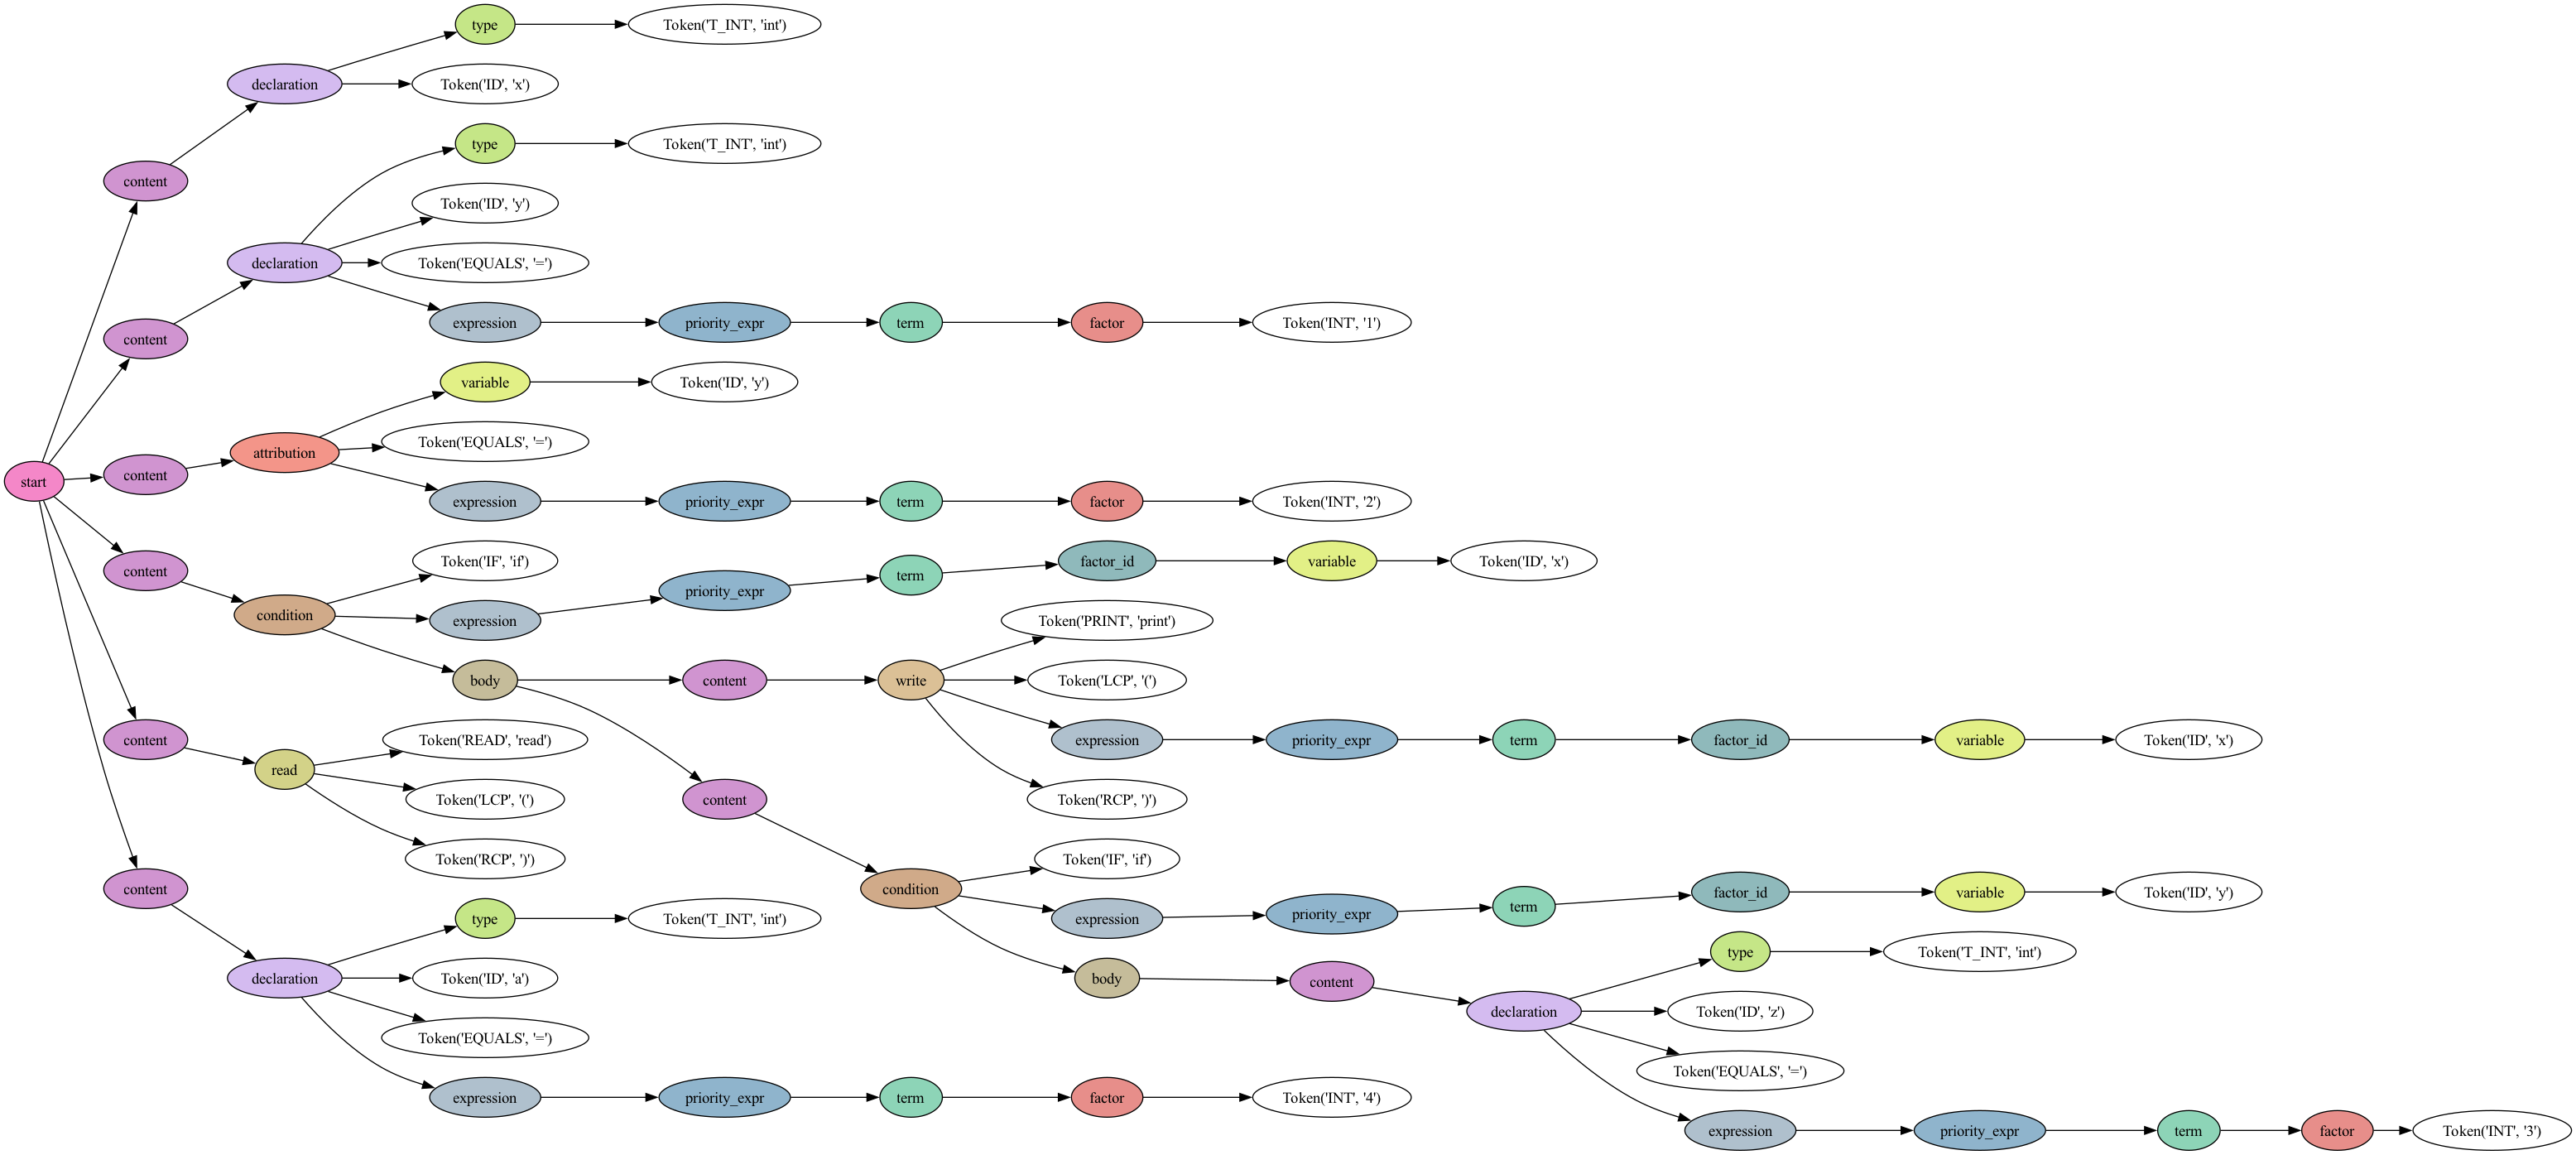 type
Token('T_INT', 'int')
declaration
Token('ID', 'x')
content
type
Token('T_INT', 'int')
Token('ID', 'y')
declaration
Token('EQUALS', '=')
content
expression
priority_expr
term
factor
Token('INT', '1')
variable
Token('ID', 'y')
attribution
Token('EQUALS', '=')
start
content
expression
priority_expr
term
factor
Token('INT', '2')
content
Token('IF', 'if')
condition
expression
priority_expr
term
factor_id
variable
Token('ID', 'x')
body
content
write
Token('PRINT', 'print')
Token('LCP', '(')
expression
priority_expr
term
factor_id
variable
Token('ID', 'x')
Token('RCP', ')')
content
read
Token('READ', 'read')
Token('LCP', '(')
Token('RCP', ')')
content
condition
Token('IF', 'if')
expression
priority_expr
term
factor_id
variable
Token('ID', 'y')
body
content
declaration
type
Token('T_INT', 'int')
Token('ID', 'z')
Token('EQUALS', '=')
expression
priority_expr
term
factor
Token('INT', '3')
content
type
Token('T_INT', 'int')
declaration
Token('ID', 'a')
Token('EQUALS', '=')
expression
priority_expr
term
factor
Token('INT', '4')